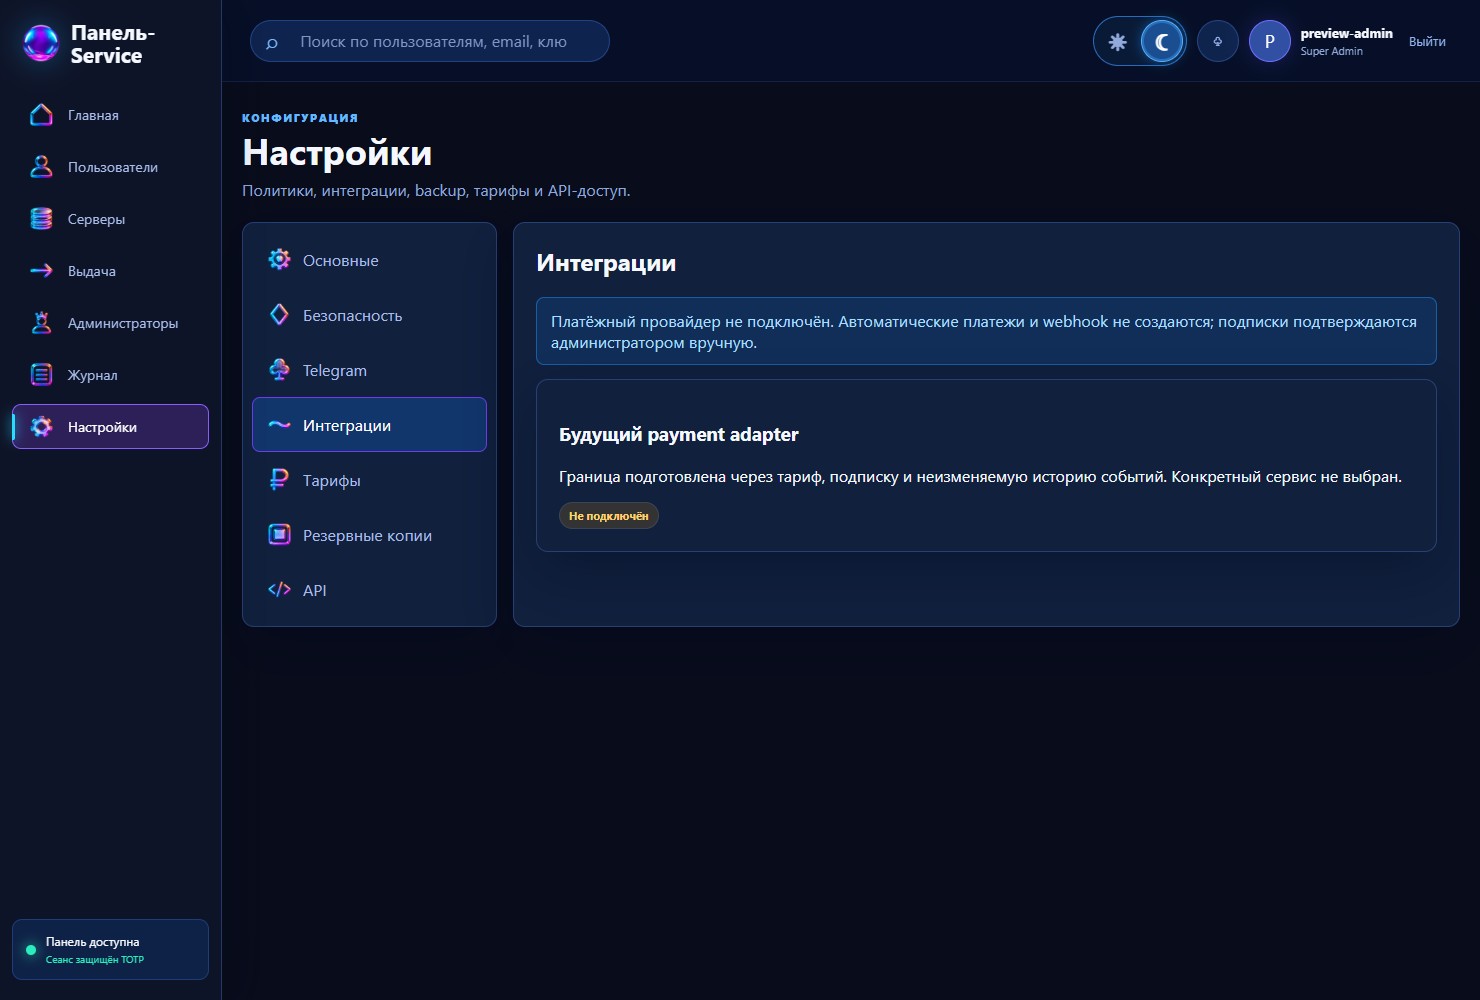 Панель-
Service
Главная
Пользователи
Серверы
Выдача
Администраторы
Журнал
Настройки
Панель доступна
Сеанс защищён TOTP
Поиск по пользователям, email, клю
P
preview-admin
Super Admin
Выйти
КОНФИГУРАЦИЯ
Настройки
Политики, интеграции, backup, тарифы и API-доступ.
Основные
Безопасность
Telegram
Интеграции
Тарифы
Резервные копии
API
Интеграции
Платёжный провайдер не подключён. Автоматические платежи и webhook не создаются; подписки подтверждаются
администратором вручную.
Будущий payment adapter
Граница подготовлена через тариф, подписку и неизменяемую историю событий. Конкретный сервис не выбран.
Не подключён